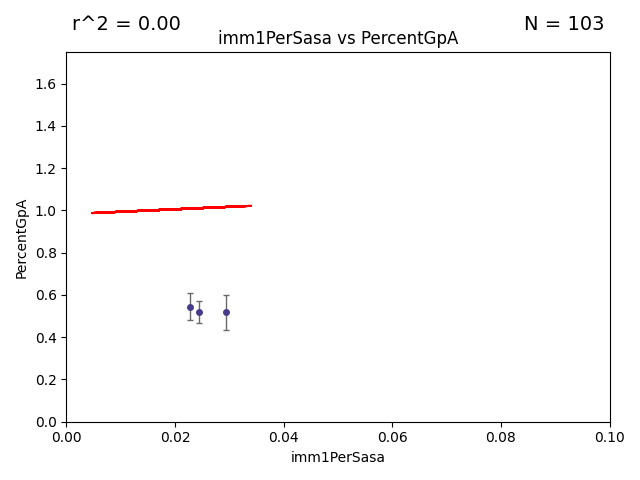 r^2 = 0.00
N = 103
imm1PerSasa vs PercentGpA
1.6
1.4
1.2
1.0
0.8
0.6
0.4
0.2
0.0
PercentGpA
0.00 0.02 0.04 0.06 0.08 0.10
imm1PerSasa